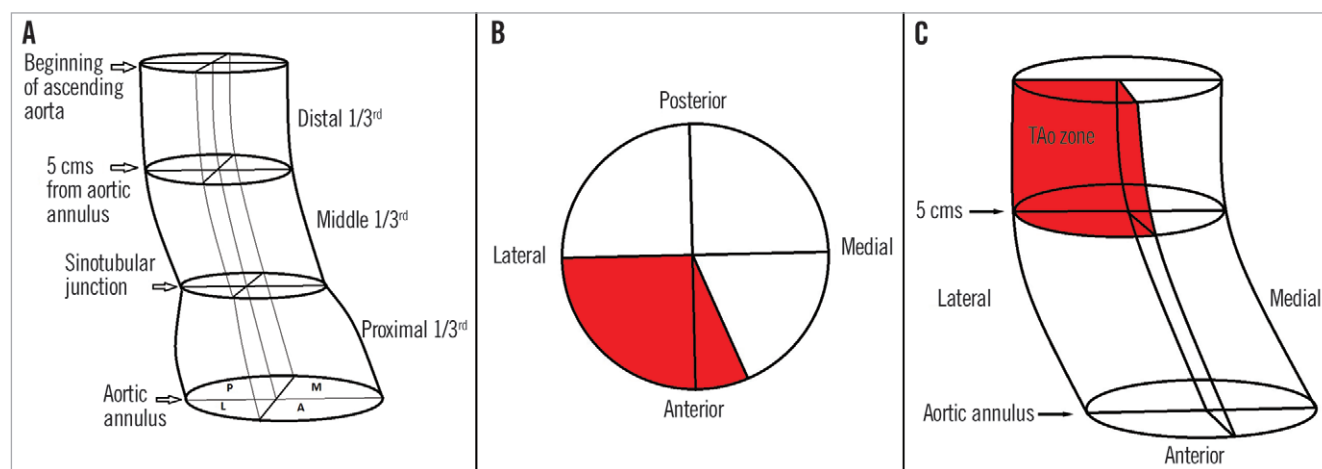 A
Beginning
of ascending
aorta
Distal 1/3rd
5 cms
from aortic
annulus
Middle 1/3rd
Sinotubular
junction
Proximal 1/3rd
Aortic
annulus
P
M
L
A
B
Posterior
Lateral
Medial
Anterior
C
TAo zone
5 cms
Lateral
Medial
Aortic annulus
Anterior